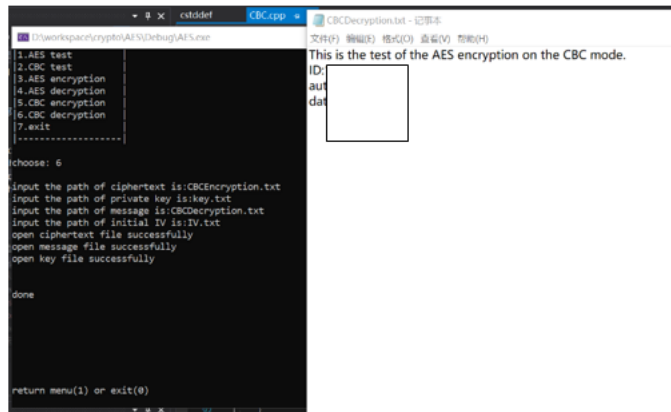 cstddef
CBC.cpp
D:\workspace\crypto\AES\Debug\AES.exe
|1.AES test |
|2.CBC test |
|3.AES encryption |
|4.AES decryption |
|5.CBC encryption |
|6.CBC decryption |
|7.exit |
|-------------------|
choose: 6
input the path of ciphertext is:CBCEncryption.txt
input the path of private key is:key.txt
input the path of message is:CBCDecryption.txt
input the path of initial IV is:IV.txt
open ciphertext file successfully
open message file successfully
open key file successfully
done
return menu(1) or exit(0)
CBCDecryption.txt - 记事本
文件(F) 编辑(E) 格式(O) 查看(V) 帮助(H)
This is the test of the AES encryption on the CBC mode.
ID:
aut
dat